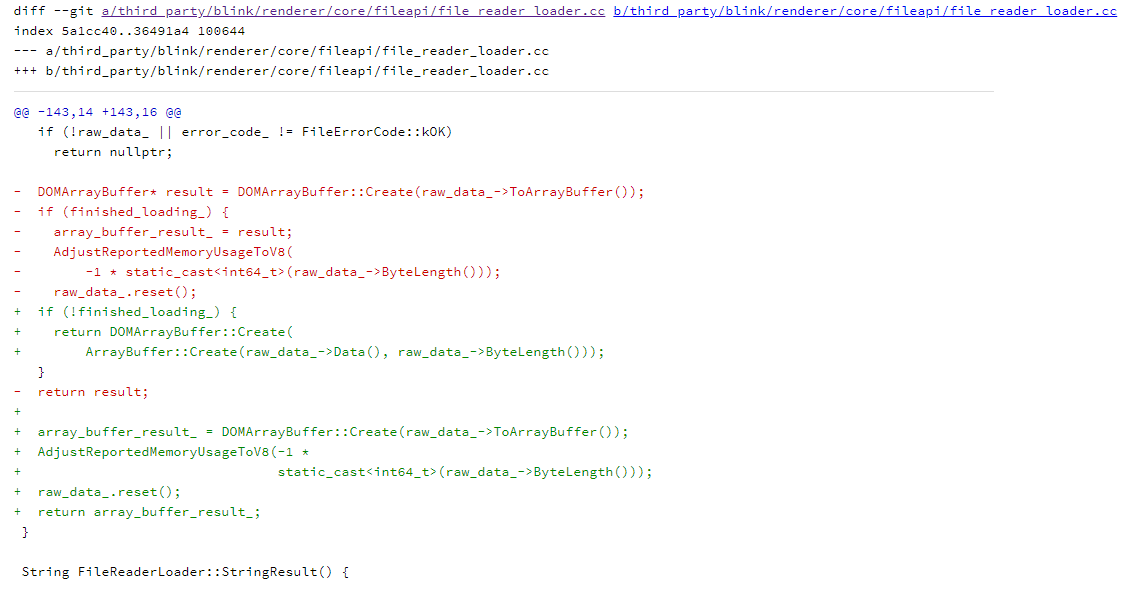 diff --git a/third_party/blink/renderer/core/fileapi/file_reader_loader.cc b/third_party/blink/renderer/core/fileapi/file_reader_loader.cc
index 5a1cc40..36491a4 100644
--- a/third_party/blink/renderer/core/fileapi/file_reader_loader.cc
+++ b/third_party/blink/renderer/core/fileapi/file_reader_loader.cc
@@ -143,14 +143,16 @@
   if (!raw_data_ || error_code_ != FileErrorCode::kOK)
     return nullptr;
-  DOMArrayBuffer* result = DOMArrayBuffer::Create(raw_data_->ToArrayBuffer());
-  if (finished_loading_) {
-    array_buffer_result_ = result;
-    AdjustReportedMemoryUsageToV8(
-        -1 * static_cast<int64_t>(raw_data_->ByteLength()));
-    raw_data_.reset();
+  if (!finished_loading_) {
+    return DOMArrayBuffer::Create(
+        ArrayBuffer::Create(raw_data_->Data(), raw_data_->ByteLength()));
   }
-  return result;
+
+  array_buffer_result_ = DOMArrayBuffer::Create(raw_data_->ToArrayBuffer());
+  AdjustReportedMemoryUsageToV8(-1 *
+                                static_cast<int64_t>(raw_data_->ByteLength()));
+  raw_data_.reset();
+  return array_buffer_result_;
 }
 String FileReaderLoader::StringResult() {